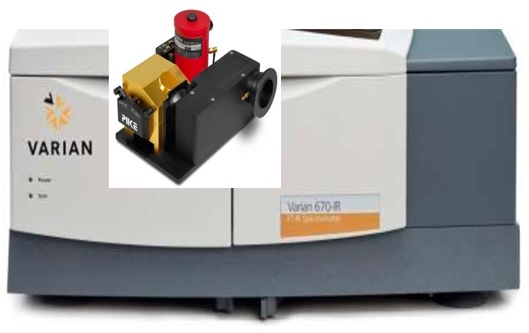 PIKE
VARIAN
Power
Scan
Varian 670-IR
FT-IR Spectrometer